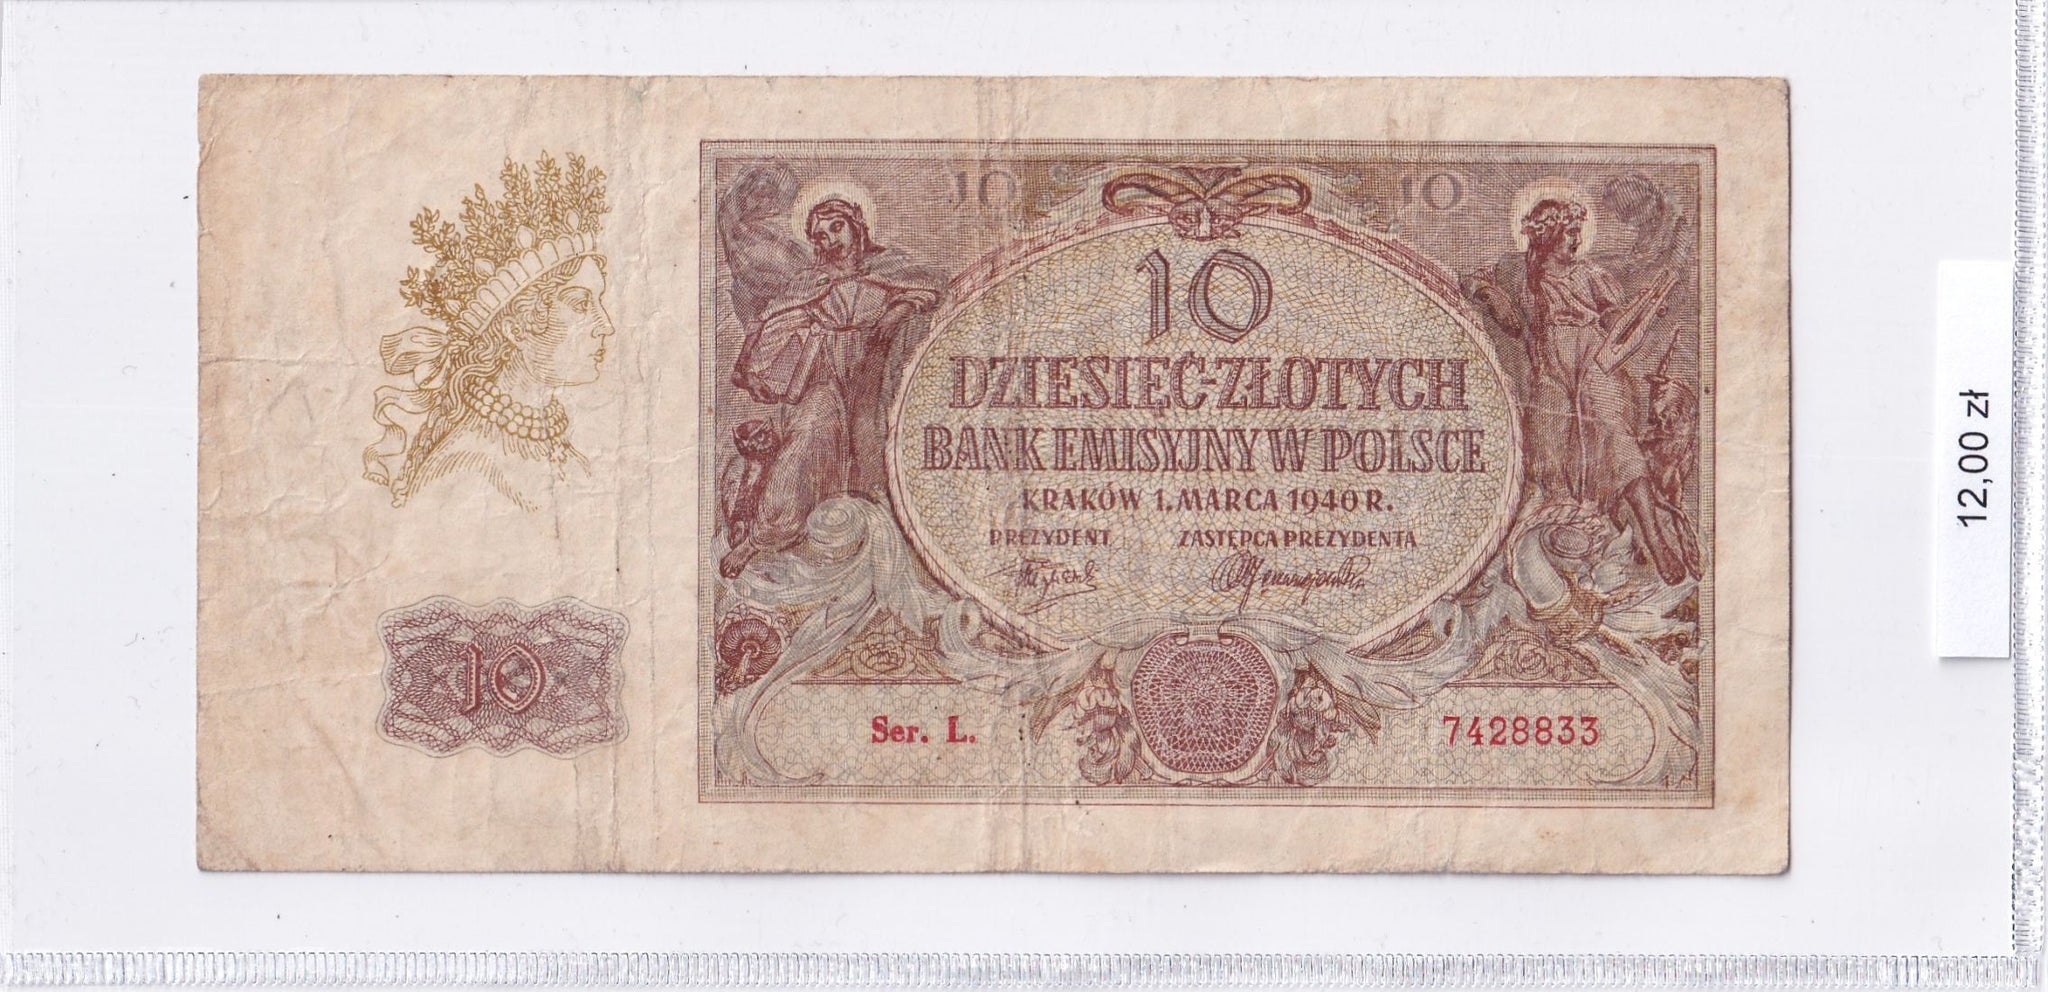 10 10
10
DZIESIĘĆ-ZŁOTYCH
BANK EMISYJNY W POLSCE
KRAKÓW 1. MARCA 1940 R.
PREZYDENT ZASTĘPCA PREZYDENTA
10
Ser. L. 7428833
12,00 zł